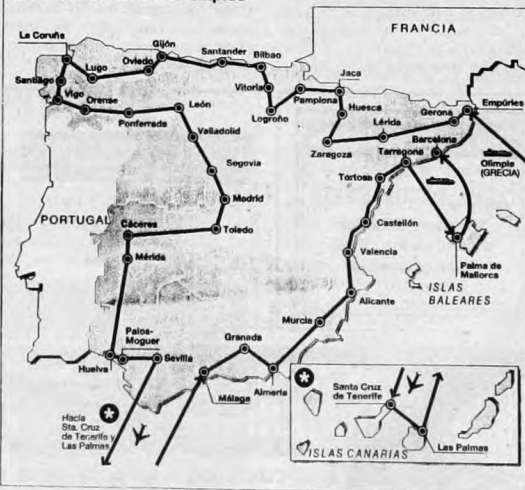 FRANCIA
La Coruña
Gijón
Santander
Bilbao
Lugo
Oviedo
Santiago
Vitoria
Jaca
Vigo
Orense
León
Pamplona
Huesca
Gerona
Empúries
Ponferrada
Logroño
Lérida
Valladolid
Barcelona
Zaragoza
Tarragona
Olimpia
(GRECIA)
Segovia
Tortosa
Madrid
PORTUGAL
Cáceres
Toledo
Castellón
Mérida
Valencia
Palma de
Mallorca
ISLAS
BALEARES
Alicante
Palos-
Moguer
Granada
Murcia
Huelva
Sevilla
Málaga
Almería
Hacia
Sta. Cruz
de Tenerife y
Las Palmas
Santa Cruz
de Tenerife
Las Palmas
ISLAS CANARIAS